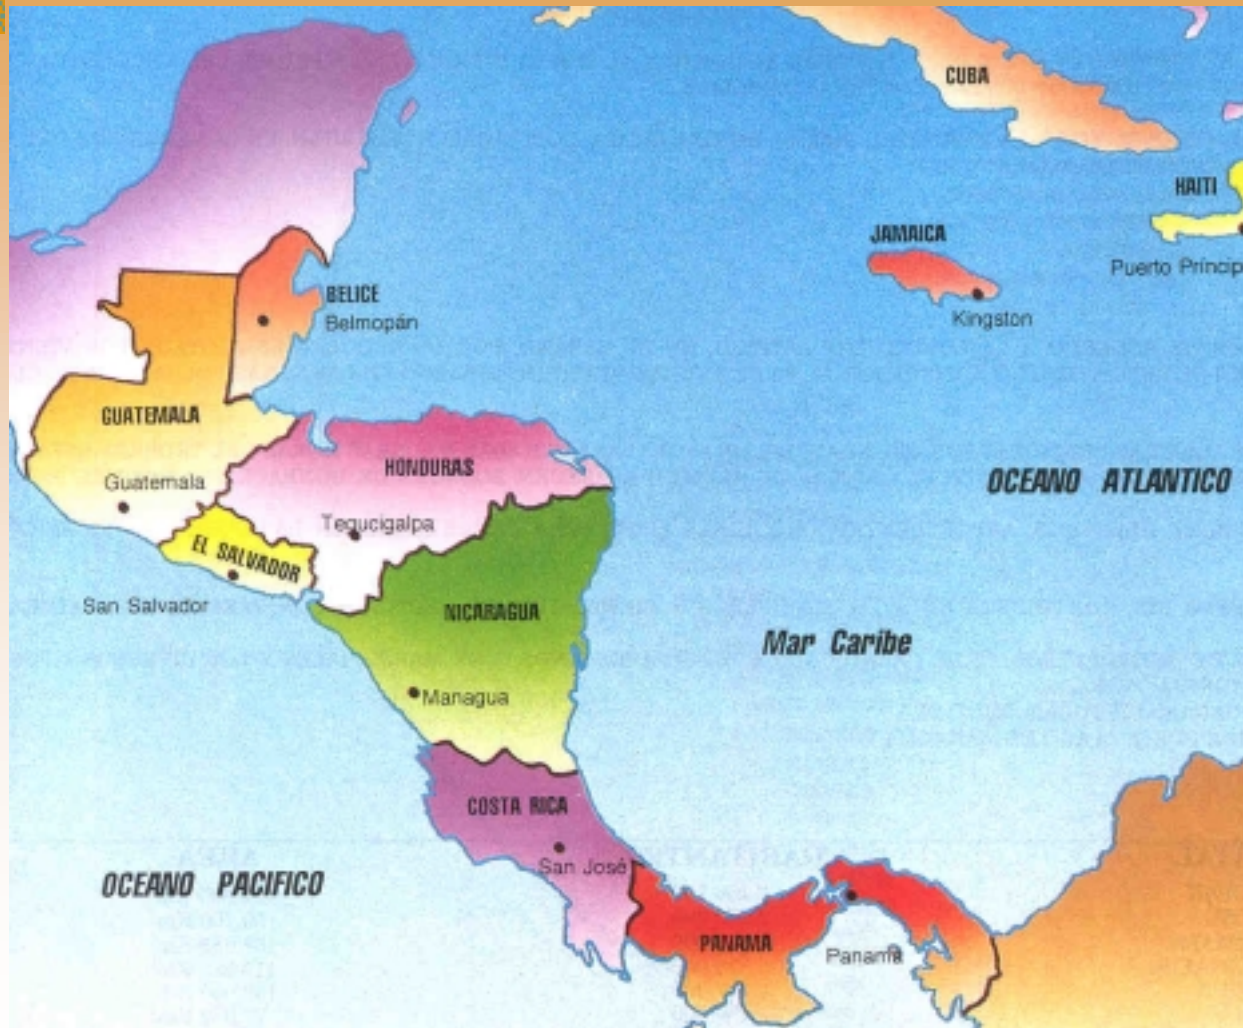 CUBA
HAITI
JAMAICA
Puerto Príncip
BELICE
Kingston
Belmopán
GUATEMALA
HONDURAS
OCEANO ATLANTICO
Guatemala
Tegucigalpa
EL SALVADOR
San Salvador
NICARAGUA
Mar Caribe
Managua
COSTA RICA
San José
OCEANO PACIFICO
PANAMA
Panamá